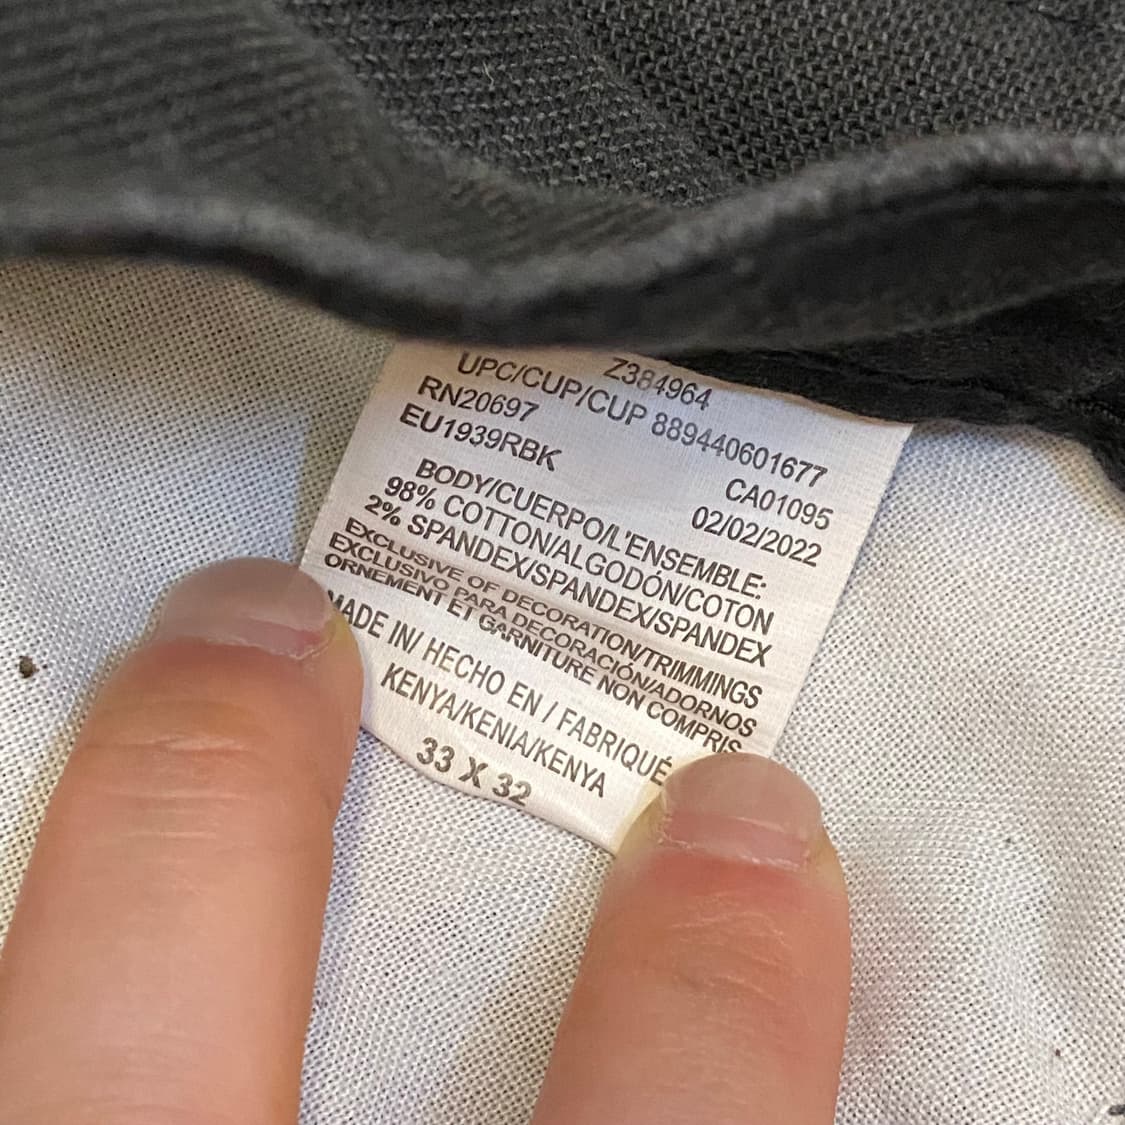 Z384964
UPC/CUP/CUP 889440601677
RN20697 CA01095
EU1939RBK 02/02/2022
BODY/CUERPO/L'ENSEMBLE:
98% COTTON/ALGODÓN/COTON
2% SPANDEX/SPANDEX/SPANDEX
EXCLUSIVE OF DECORATION/TRIMMINGS
EXCLUSIVO PARA DECORACIÓN/ADORNOS
ORNEMENT ET GARNITURE NON COMPRIS
MADE IN/ HECHO EN / FABRIQUÉ
KENYA/KENIA/KENYA
33 X 32